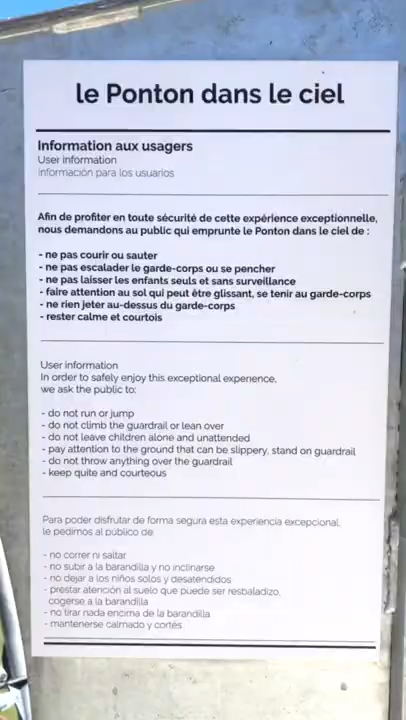 le Ponton dans le ciel
Information aux usagers
User information
Información para los usuarios
Afin de profiter en toute sécurité de cette expérience exceptionnelle,
nous demandons au public qui emprunte le Ponton dans le ciel de :
- ne pas courir ou sauter
- ne pas escalader le garde-corps ou se pencher
- ne pas laisser les enfants seuls et sans surveillance
- faire attention au sol qui peut être glissant, se tenir au garde-corps
- ne rien jeter au-dessus du garde-corps
- rester calme et courtois
User information
In order to safely enjoy this exceptional experience,
we ask the public to:
- do not run or jump
- do not climb the guardrail or lean over
- do not leave children alone and unattended
- pay attention to the ground that can be slippery, stand on guardrail
- do not throw anything over the guardrail
- keep quite and courteous
Para poder disfrutar de forma segura esta experiencia excepcional,
le pedimos al público de:
- no correr ni saltar
- no subir a la barandilla y no inclinarse
- no dejar a los niños solos y desatendidos
- prestar atención al suelo que puede ser resbaladizo,
cogerse a la barandilla
- no tirar nada encima de la barandilla
- mantenerse calmado y cortés